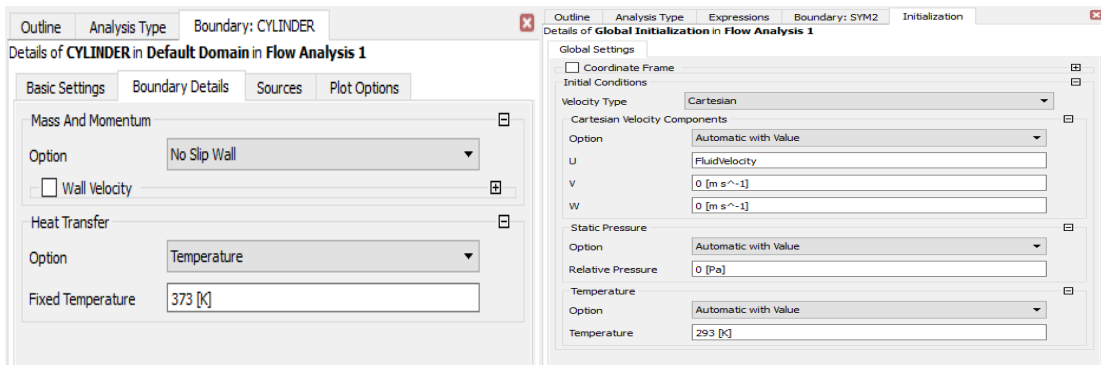 Outline Analysis Type Boundary: CYLINDER
Details of CYLINDER in Default Domain in Flow Analysis 1
Basic Settings Boundary Details Sources Plot Options
Mass And Momentum
Option No Slip Wall
Wall Velocity
Heat Transfer
Option Temperature
Fixed Temperature 373 [K]
Outline Analysis Type Expressions Boundary: SYM2 Initialization
Details of Global Initialization in Flow Analysis 1
Global Settings
Coordinate Frame
Initial Conditions
Velocity Type Cartesian
Cartesian Velocity Components
Option Automatic with Value
U FluidVelocity
V 0 [m s^-1]
W 0 [m s^-1]
Static Pressure
Option Automatic with Value
Relative Pressure 0 [Pa]
Temperature
Option Automatic with Value
Temperature 293 [K]